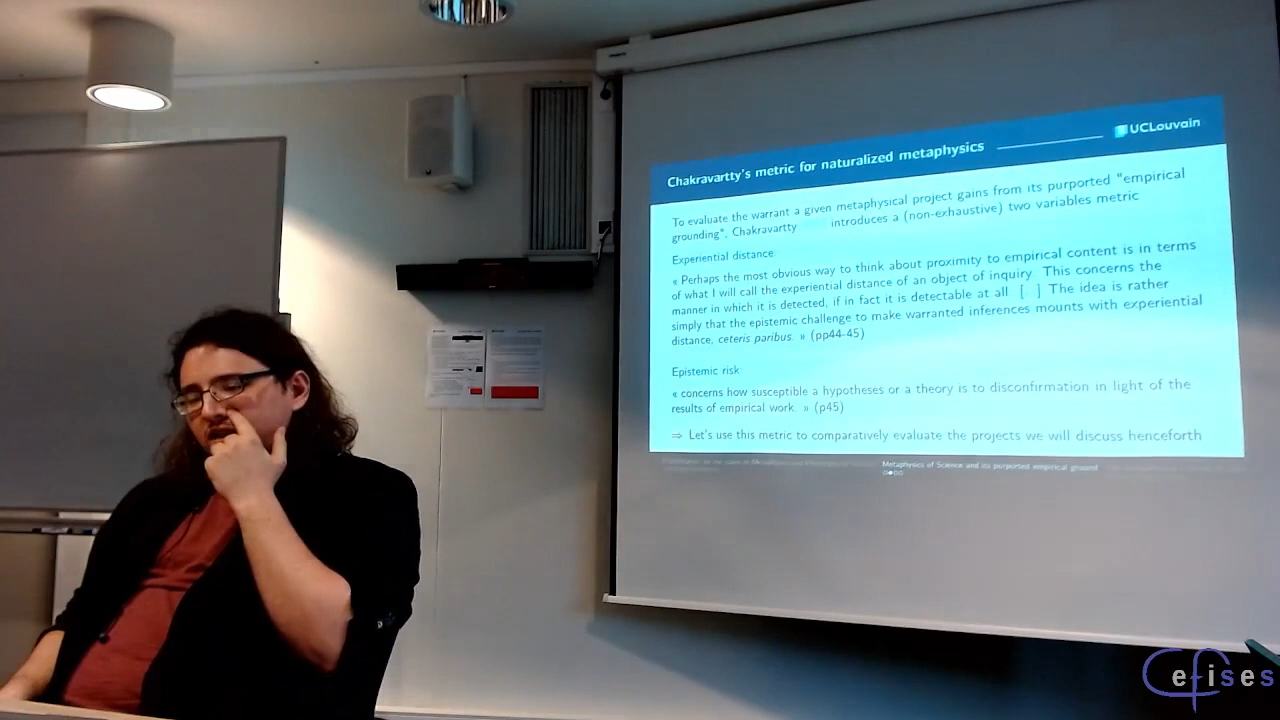 UCLouvain
Chakravartty's metric for naturalized metaphysics
To evaluate the warrant a given metaphysical project gains from its purported "empirical
grounding", Chakravartty introduces a (non-exhaustive) two variables metric
Experiential distance
« Perhaps the most obvious way to think about proximity to empirical content is in terms
of what I will call the experiential distance of an object of inquiry. This concerns the
manner in which it is detected, if in fact it is detectable at all [...] The idea is rather
simply that the epistemic challenge to make warranted inferences mounts with experiential
distance, ceteris paribus. » (pp44-45)
Epistemic risk
« concerns how susceptible a hypotheses or a theory is to disconfirmation in light of the
results of empirical work. » (p45)
⇒ Let's use this metric to comparatively evaluate the projects we will discuss henceforth
Metaphysics of Science and its purported empirical ground
Cefises